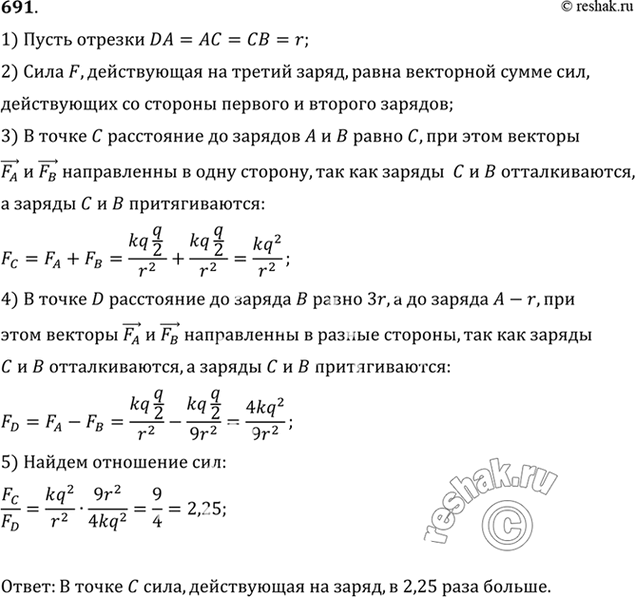 691.
© reshak.ru
1) Пусть отрезки DA = AC = CB = r;
2) Сила F, действующая на третий заряд, равна векторной сумме сил,
действующих со стороны первого и второго зарядов;
3) В точке C расстояние до зарядов A и B равно C, при этом векторы
$\overrightarrow{F_A}$ и $\overrightarrow{F_B}$ направленны в одну сторону, так как заряды C и B отталкиваются,
а заряды C и B притягиваются:
$F_C = F_A + F_B = \frac{kq\frac{q}{2}}{r^2} + \frac{kq\frac{q}{2}}{r^2} = \frac{kq^2}{r^2};$
4) В точке D расстояние до заряда B равно 3r, а до заряда A − r, при
этом векторы $\overrightarrow{F_A}$ и $\overrightarrow{F_B}$ направленны в разные стороны, так как заряды
C и B отталкиваются, а заряды C и B притягиваются:
$F_D = F_A - F_B = \frac{kq\frac{q}{2}}{r^2} - \frac{kq\frac{q}{2}}{9r^2} = \frac{4kq^2}{9r^2};$
5) Найдем отношение сил:
$\frac{F_C}{F_D} = \frac{kq^2}{r^2} \cdot \frac{9r^2}{4kq^2} = \frac{9}{4} = 2,25;$
reshak.ru
©
Ответ: В точке C сила, действующая на заряд, в 2,25 раза больше.